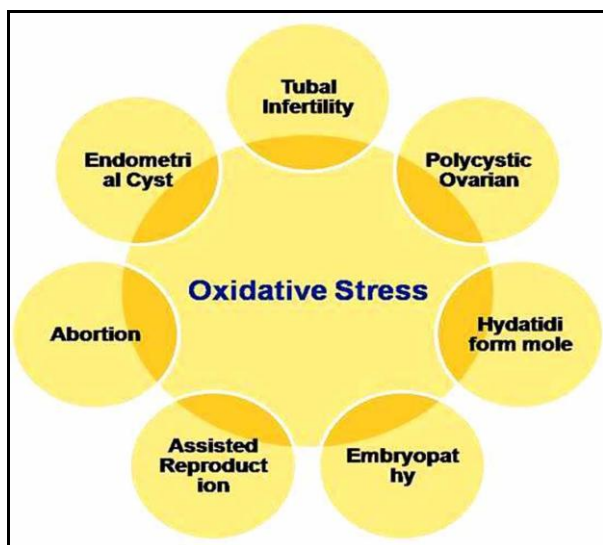 Tubal
Infertility
Endometri
al Cyst
Polycystic
Ovarian
Oxidative Stress
Abortion
Hydatidi
form mole
Assisted
Reproduct
ion
Embryopat
hy